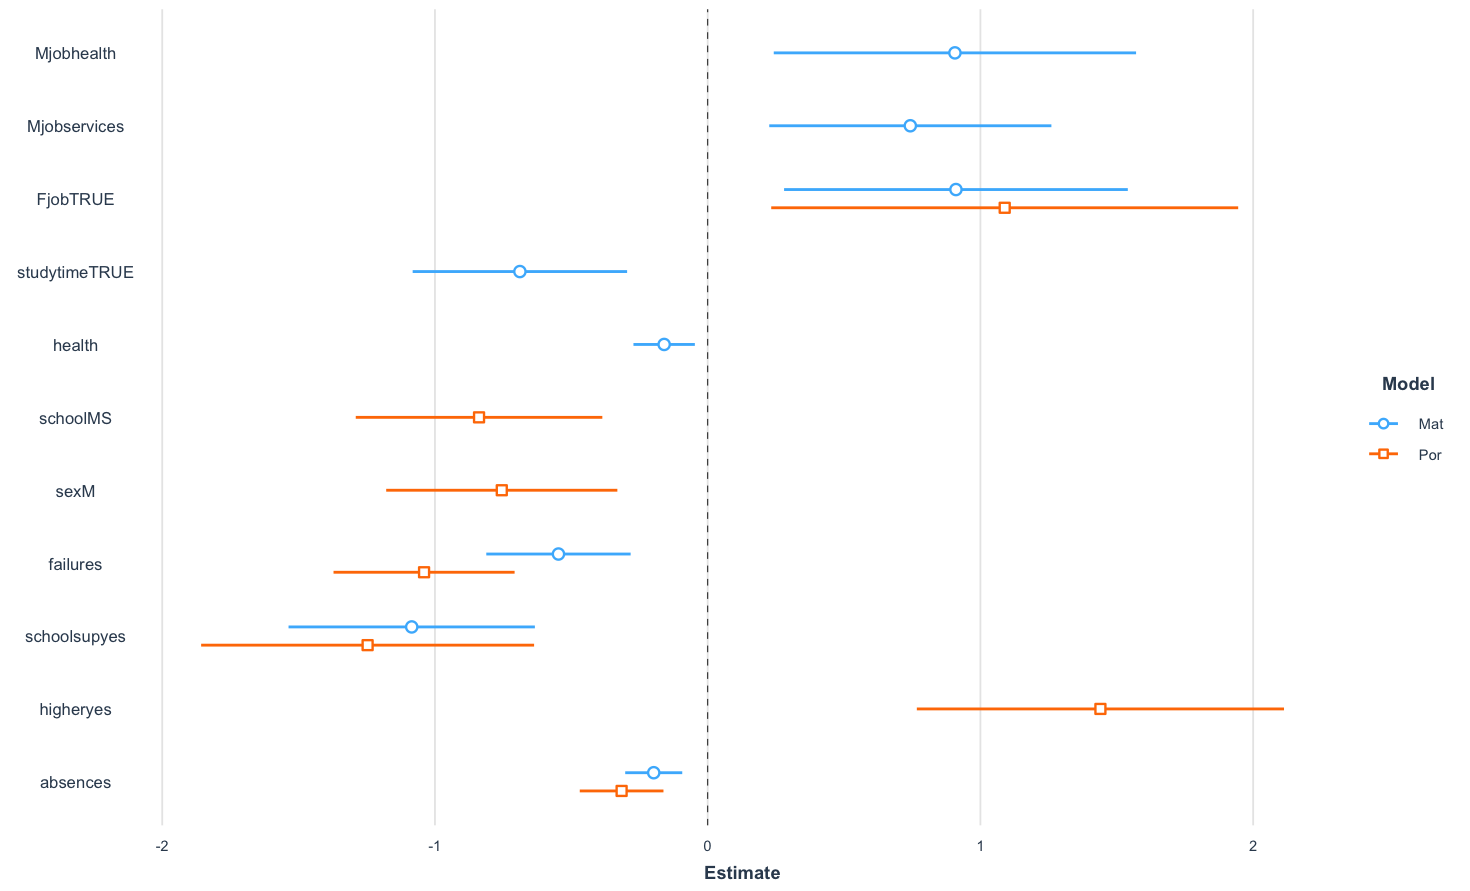 Mjobhealth
Mjobservices
FjobTRUE
studytimeTRUE
health
schoolMS
sexM
failures
schoolsupyes
higheryes
absences
-2 -1 0 1 2
Estimate
Model
Mat
Por